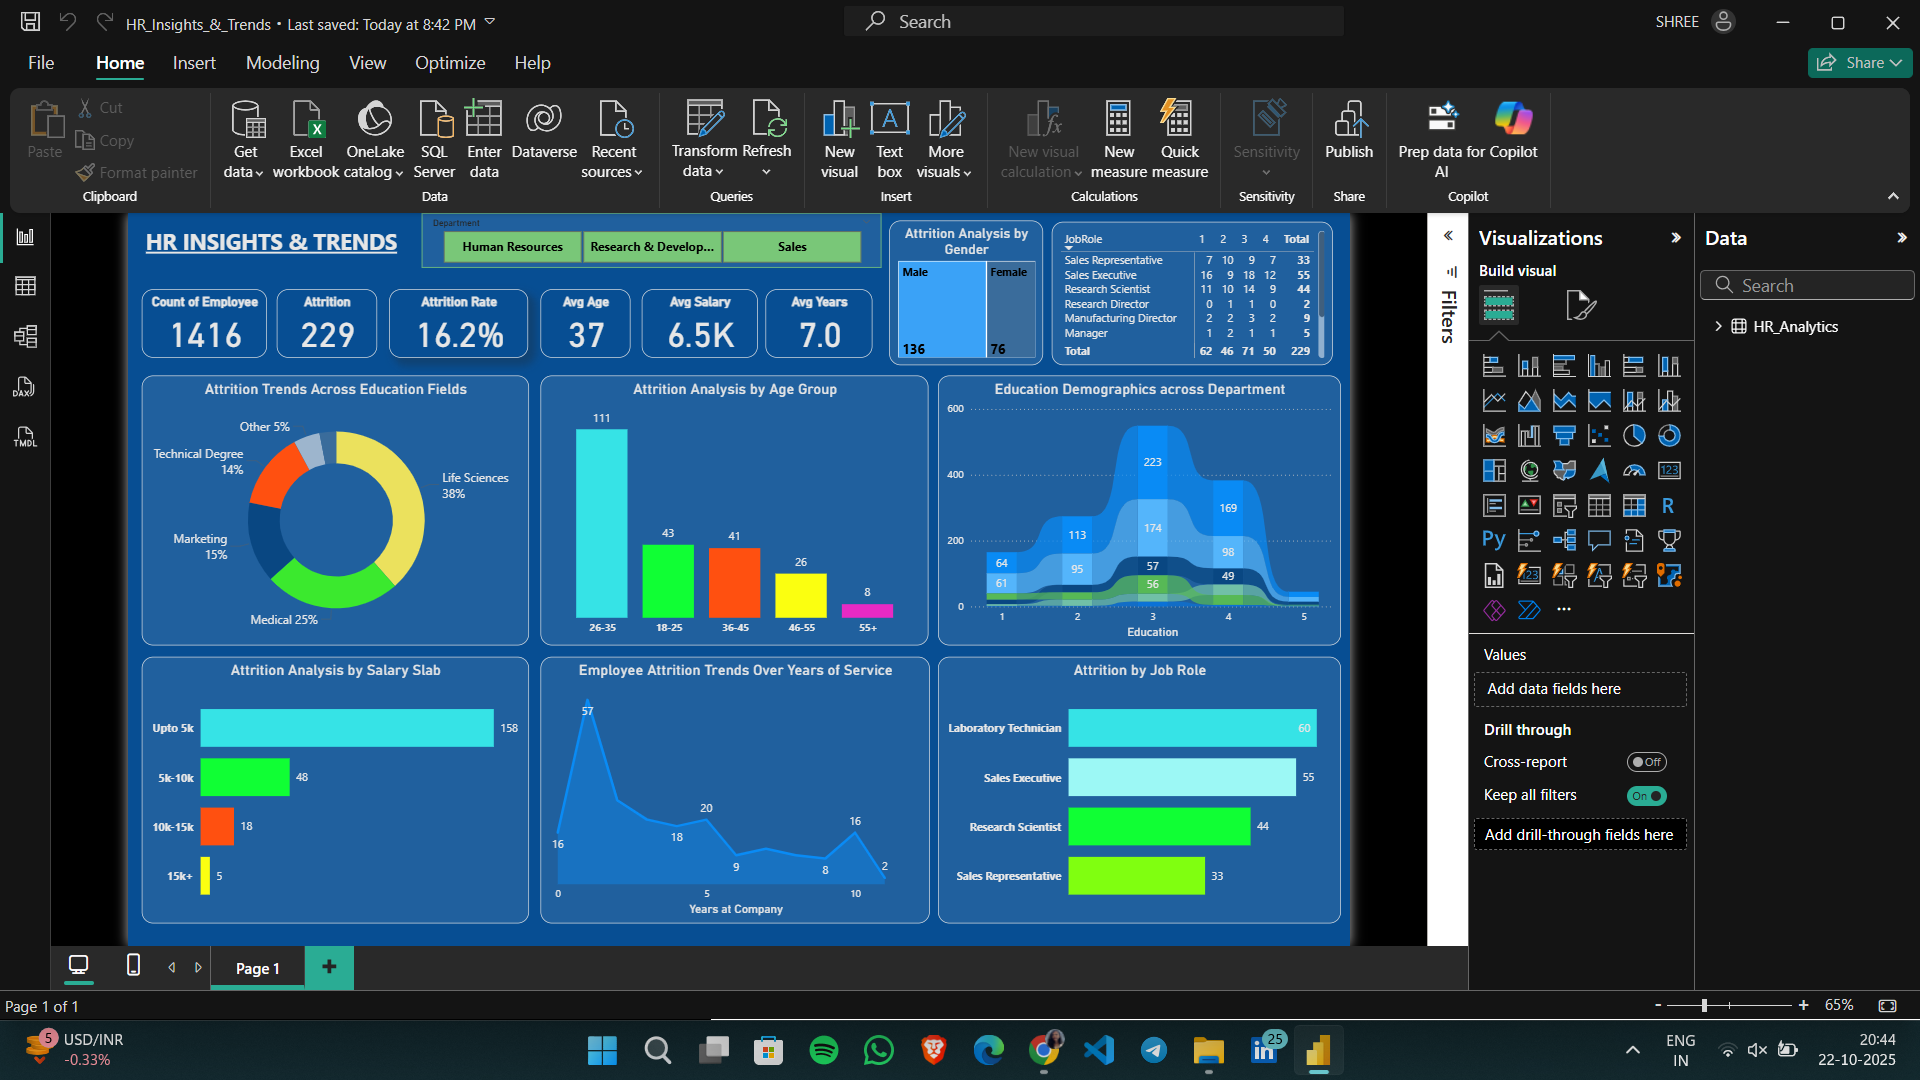 HR_Insights_&_Trends • Last saved: Today at 8:42 PM
Search
SHREE
File
Home
Insert
Modeling
View
Optimize
Help
Share
Paste
Cut
Copy
Format painter
Clipboard
Get data
Excel workbook
OneLake catalog
SQL Server
Enter data
Dataverse
Recent sources
Data
Transform data
Refresh
Queries
New visual
Text box
More visuals
Insert
New visual calculation
New measure
Quick measure
Calculations
Sensitivity
Sensitivity
Publish
Share
Prep data for AI
Copilot
Copilot
HR INSIGHTS & TRENDS
Department
Human Resources
Research & Develop...
Sales
Count of Employee
1416
Attrition
229
Attrition Rate
16.2%
Avg Age
37
Avg Salary
6.5K
Avg Years
7.0
Attrition Analysis by Gender
Male
Female
136
76
JobRole 1 2 3 4 Total
Sales Representative 7 10 9 7 33
Sales Executive 16 9 18 12 55
Research Scientist 11 10 14 9 44
Research Director 0 1 1 0 2
Manufacturing Director 2 2 3 2 9
Manager 1 2 1 1 5
Total 62 46 71 50 229
Attrition Trends Across Education Fields
Other 5%
Technical Degree
14%
Life Sciences
38%
Marketing
15%
Medical 25%
Attrition Analysis by Age Group
111
43
41
26
8
26-35
18-25
36-45
46-55
55+
Education Demographics across Department
600
400
200
0
64
61
113
95
223
174
57
56
169
98
49
1
2
3
4
5
Education
Attrition Analysis by Salary Slab
Upto 5k 158
5k-10k 48
10k-15k 18
15k+ 5
Employee Attrition Trends Over Years of Service
57
16
18
20
9
8
16
2
0
5
10
Years at Company
Attrition by Job Role
Laboratory Technician 60
Sales Executive 55
Research Scientist 44
Sales Representative 33
Filters
Visualizations
Build visual
123
R
Py
123
Values
Add data fields here
Drill through
Cross-report
Off
Keep all filters
On
Add drill-through fields here
Data
Search
HR_Analytics
DAX
TMDL
Page 1
Page 1 of 1
65%
5
USD/INR
-0.33%
25
ENG
IN
20:44
22-10-2025